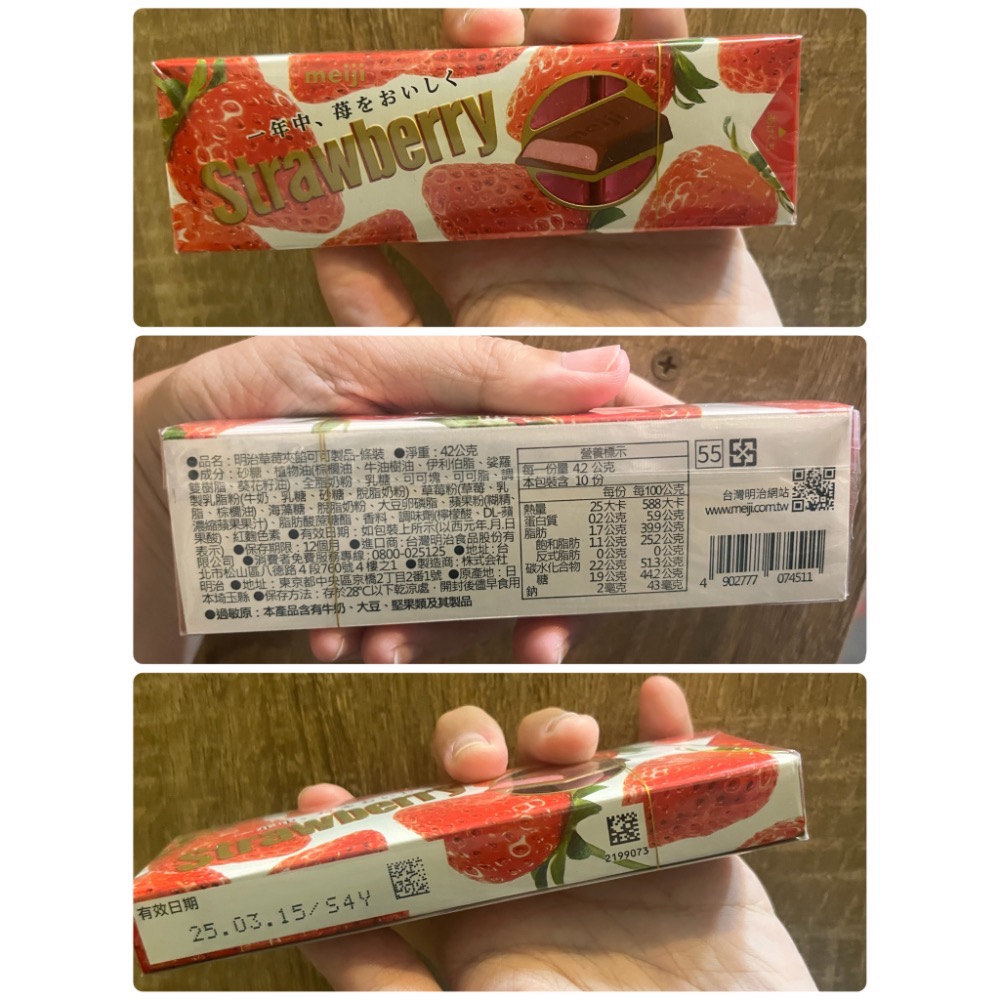 meiji
一年中、苺をおいしく
Strawberry
meiji
●品名：明治草莓夾餡可可製品-條裝 ●淨重：42公克
●成分：砂糖、植物油(棕櫚油、牛油樹油、伊利伯脂、娑羅
雙樹脂、葵花籽油)、全脂奶粉、乳糖、可可塊、可可脂、調
製乳脂粉(牛奶、乳糖、砂糖、脫脂奶粉)、草莓粉(草莓、乳
脂、棕櫚油)、海藻糖、脫脂奶粉、大豆卵磷脂、蘋果粉(糊精、
濃縮蘋果果汁)、脂肪酸蔗糖酯、香料、調味劑(檸檬酸、DL-蘋
果酸)、紅麴色素 ●有效日期：如包裝上所示(以西元年.月.日
表示) ●保存期限：12個月 ●進口商：台灣明治食品股份有
限公司 ●消費者免費服務專線：0800-025125 ●地址：台
北市松山區八德路4段760號4樓之1 ●製造商：株式会社
明治 ●地址：東京都中央區京橋2丁目2番1號 ●原產地：日
本埼玉縣 ●保存方法：存於28℃以下乾涼處，開封後儘早食用
●過敏原：本產品含有牛奶、大豆、堅果類及其製品
營養標示
每一份量 4.2 公克
本包裝含 10 份
每份 每100公克
熱量 25大卡 588大卡
蛋白質 0.2公克 5.9公克
脂肪 1.7公克 39.9公克
飽和脂肪 1.1公克 25.2公克
反式脂肪 0公克 0公克
碳水化合物 2.2公克 51.3公克
糖 1.9公克 44.2公克
鈉 2毫克 43毫克
55
台灣明治網站
www.meiji.com.tw
4 902777 074511
Strawberry
2199073
有效日期
25.03.15/S4Y